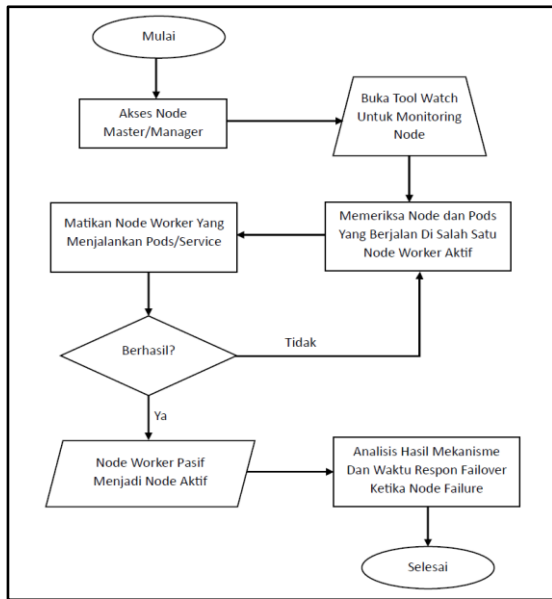 Mulai
Akses Node
Master/Manager
Buka Tool Watch
Untuk Monitoring
Node
Memeriksa Node dan Pods
Yang Berjalan Di Salah Satu
Node Worker Aktif
Matikan Node Worker Yang
Menjalankan Pods/Service
Berhasil?
Tidak
Ya
Node Worker Pasif
Menjadi Node Aktif
Analisis Hasil Mekanisme
Dan Waktu Respon Failover
Ketika Node Failure
Selesai